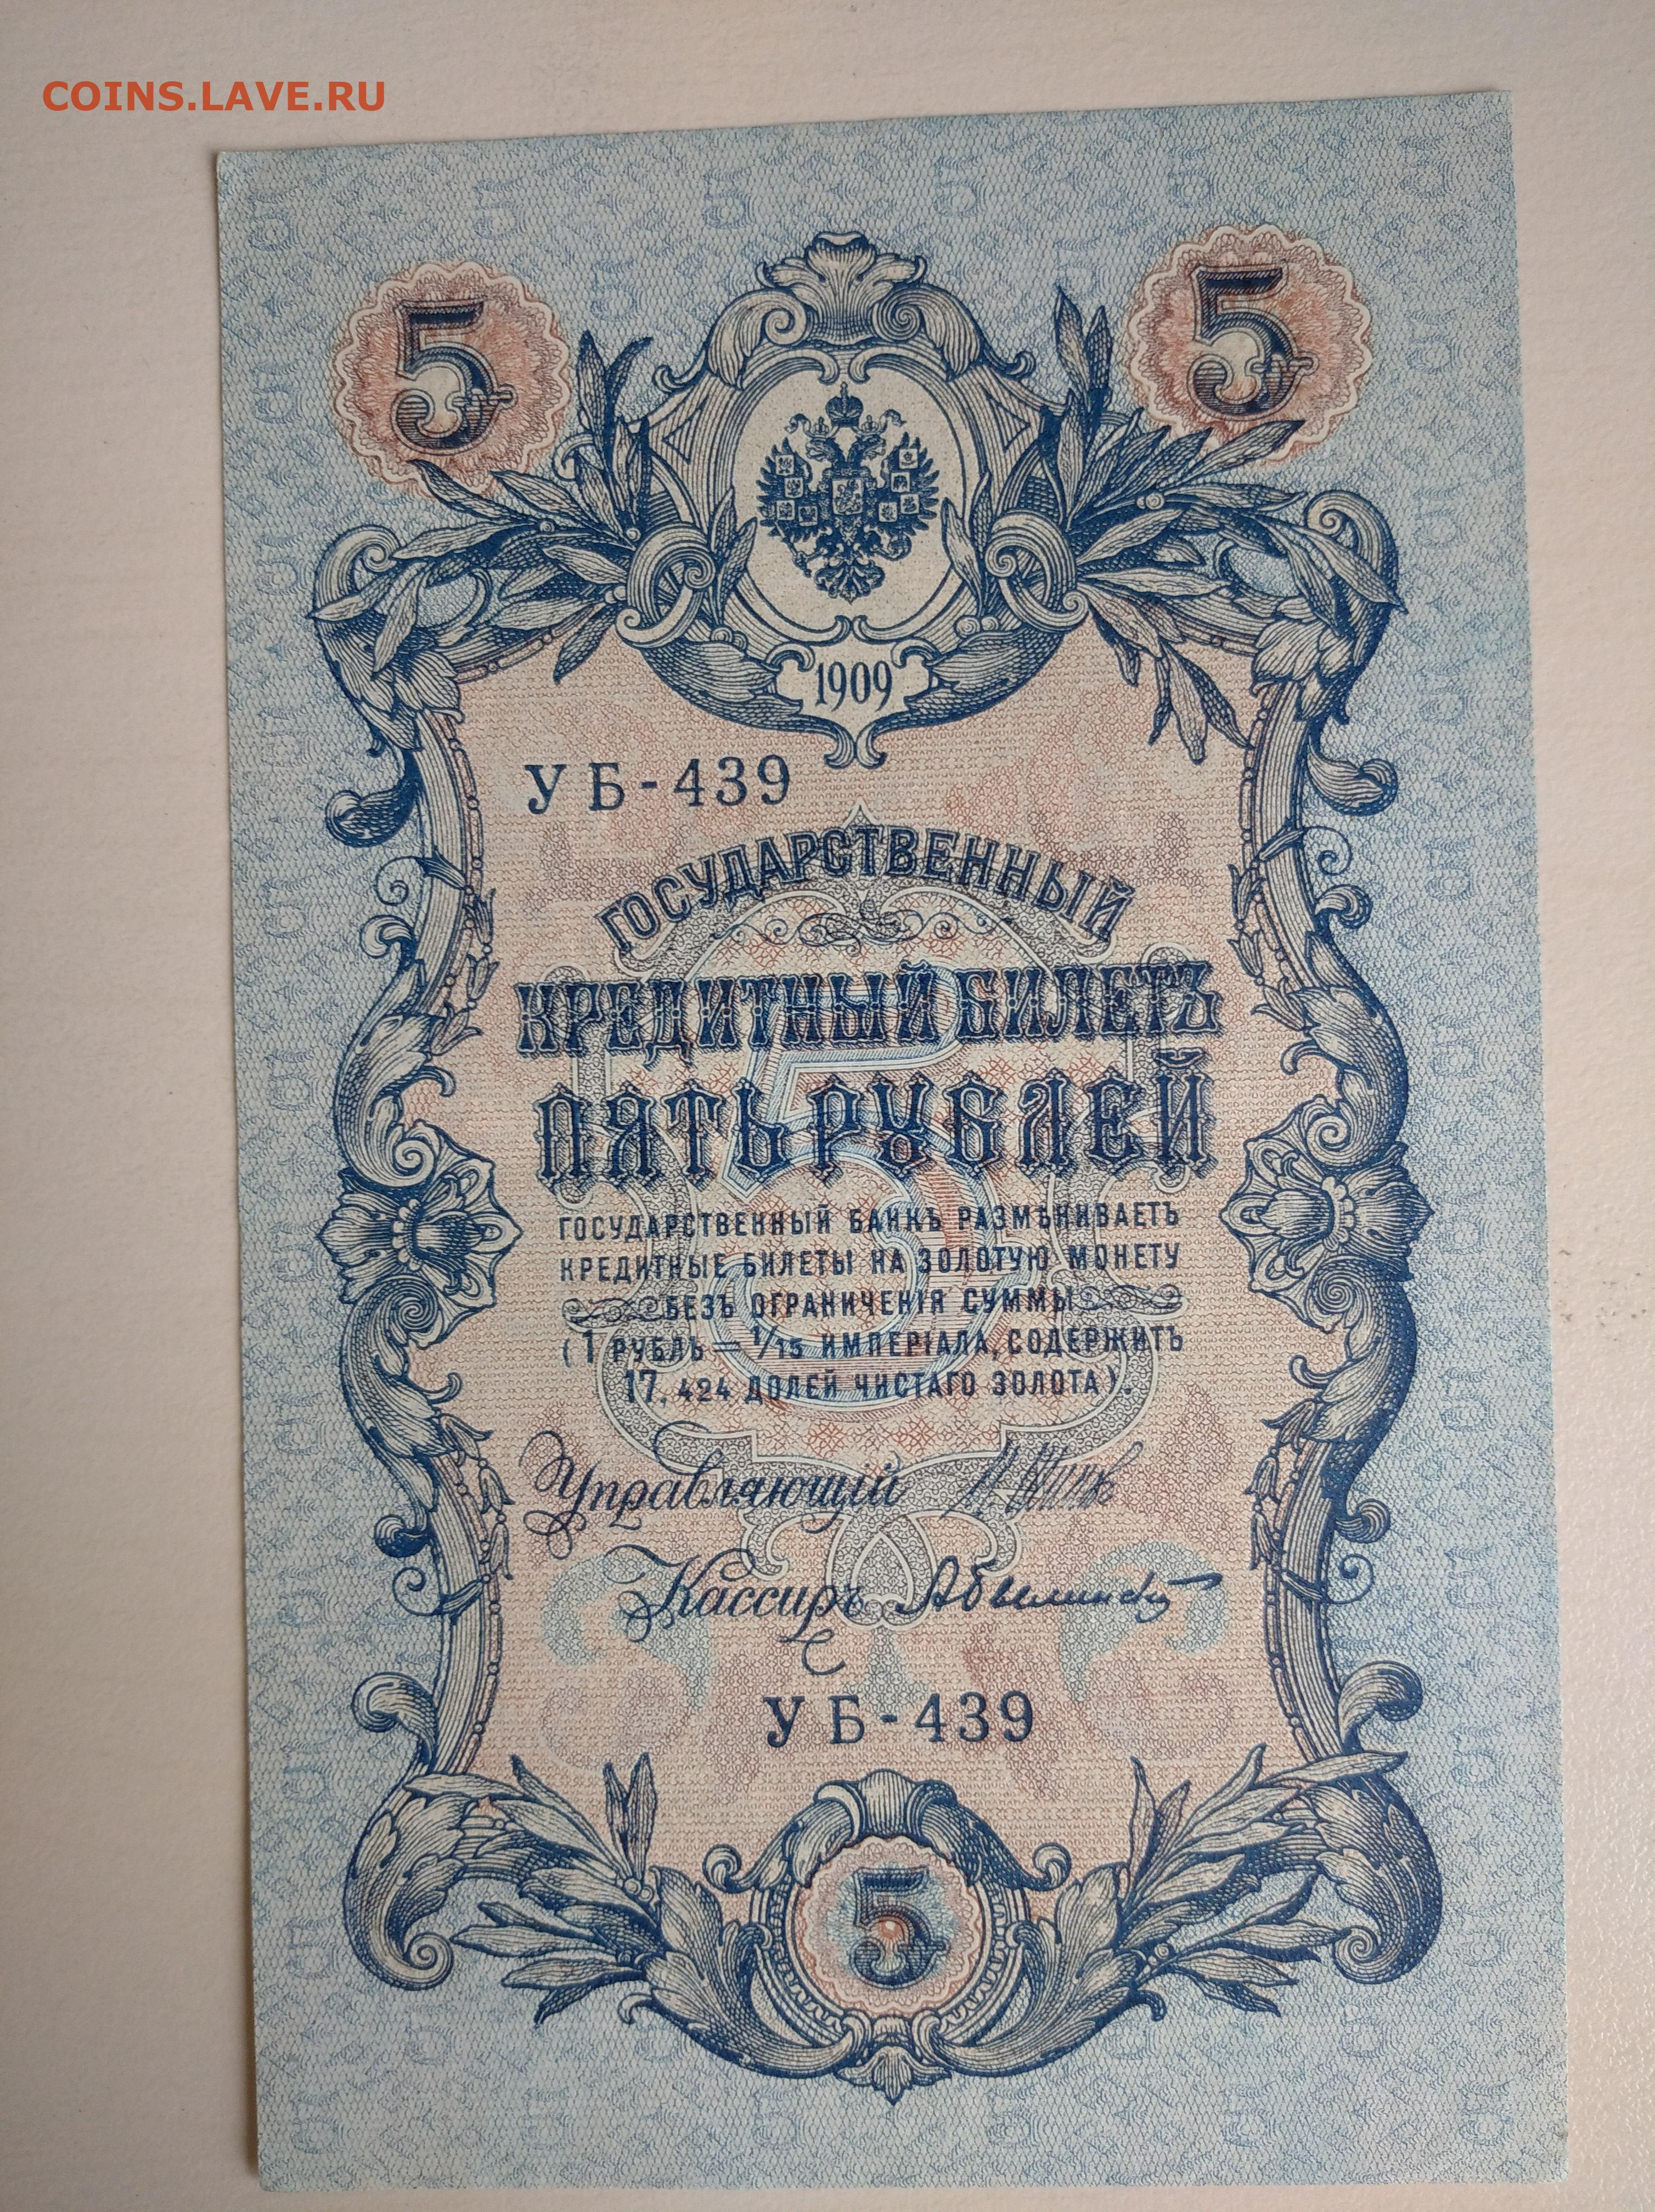 COINS.LAVE.RU
5 5
1909
УБ-439
ГОСУДАРСТВЕННЫЙ
КРЕДИТНЫЙ БИЛЕТЪ
ПЯТЬ РУБЛЕЙ
5
ГОСУДАРСТВЕННЫЙ БАНКЪ РАЗМѢНИВАЕТЪ
КРЕДИТНЫЕ БИЛЕТЫ НА ЗОЛОТУЮ МОНЕТУ
БЕЗЪ ОГРАНИЧЕНІЯ СУММЫ
(1 РУБЛЬ = 1/15 ИМПЕРІАЛА, СОДЕРЖИТЪ
17,424 ДОЛЕЙ ЧИСТАГО ЗОЛОТА).
Управляющій
Кассиръ
УБ-439
5